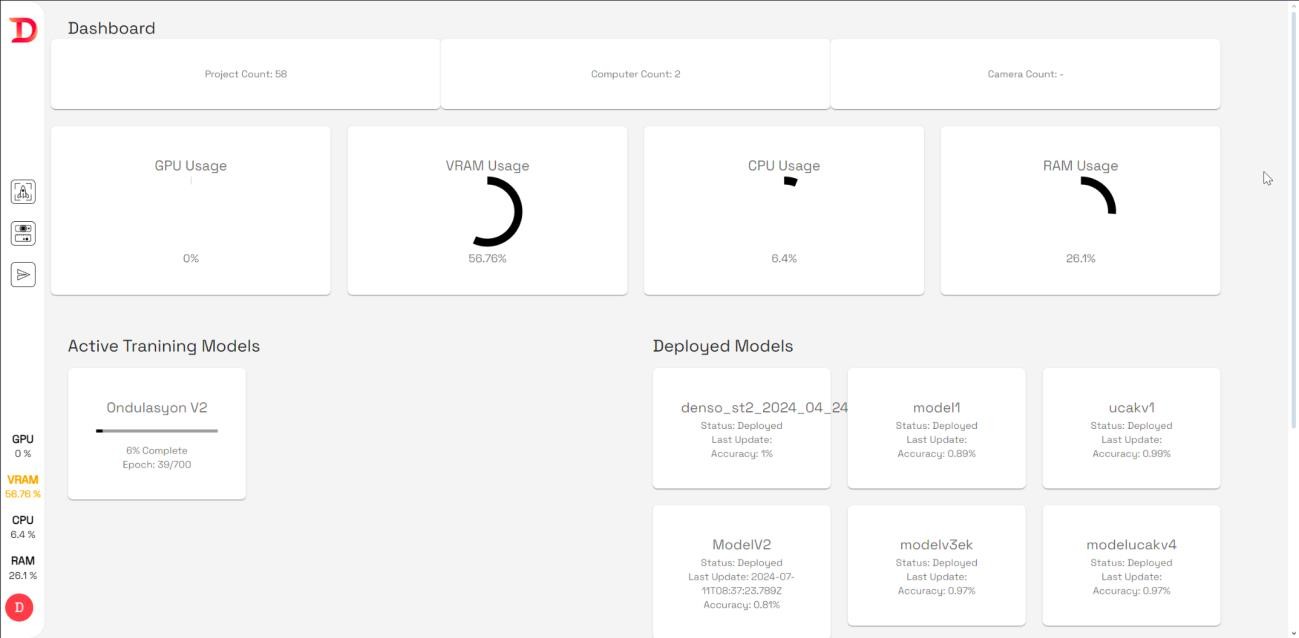 D
Dashboard
Project Count: 58
Computer Count: 2
Camera Count: -
GPU Usage
0%
VRAM Usage
56.76%
CPU Usage
6.4%
RAM Usage
26.1%
Active Tranining Models
Ondulasyon V2
6% Complete
Epoch: 39/700
Deployed Models
denso_st2_2024_04_24
Status: Deployed
Last Update:
Accuracy: 1%
model1
Status: Deployed
Last Update:
Accuracy: 0.89%
ucakv1
Status: Deployed
Last Update:
Accuracy: 0.99%
ModelV2
Status: Deployed
Last Update: 2024-07-
11T08:37:23.789Z
Accuracy: 0.81%
modelv3ek
Status: Deployed
Last Update:
Accuracy: 0.97%
modelucakv4
Status: Deployed
Last Update:
Accuracy: 0.97%
GPU
0 %
VRAM
56.76 %
CPU
6.4 %
RAM
26.1 %
D